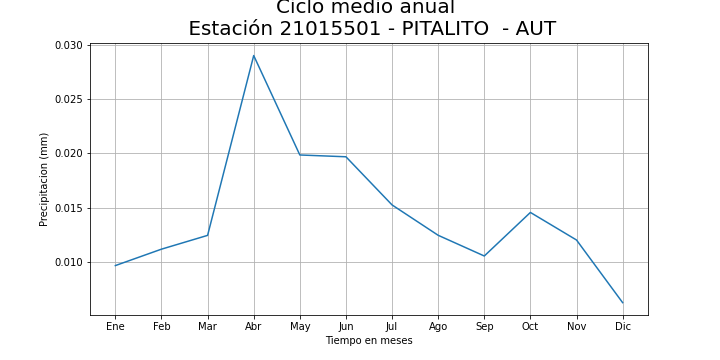 Ciclo medio anual
Estación 21015501 - PITALITO  - AUT
0.030
0.025
0.020
0.015
0.010
Precipitacion (mm)
Ene Feb Mar Abr May Jun Jul Ago Sep Oct Nov Dic
Tiempo en meses